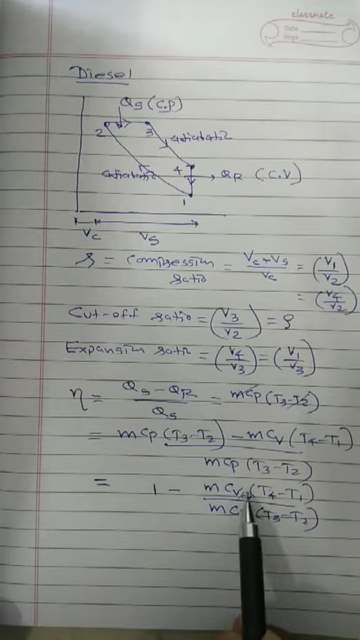 classmate
Date
Page
Diesel
Qs (C.P)
2 3 adiabatic
adiabatic 4 QR (C.V)
1
Vc Vs
r = Compression ratio = Vc + Vs / Vc = (V1 / V2)
= (V4 / V2)
Cut-off ratio = (V3 / V2) = ρ
Expansion ratio = (V4 / V3) = (V1 / V3)
η = Qs - QR / Qs = mCp (T3-T2)
= mCp (T3-T2) - mCv (T4-T1) / mCp (T3-T2)
= 1 - mCv (T4-T1) / mC (T3-T2)